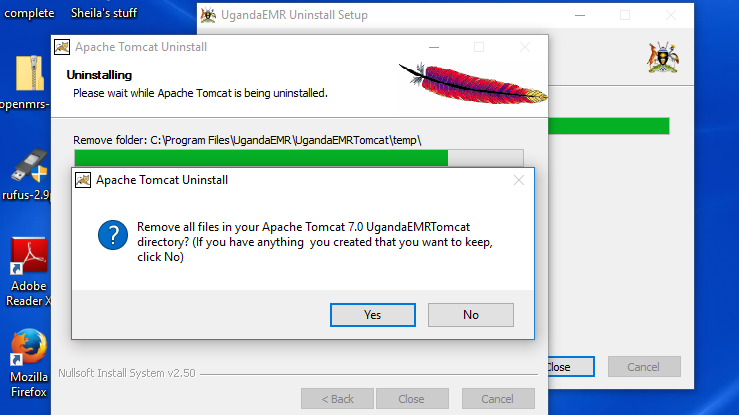 complete
Sheila's stuff
UgandaEMR Uninstall Setup
Apache Tomcat Uninstall
Uninstalling
Please wait while Apache Tomcat is being uninstalled.
openmrs-
Remove folder: C:\Program Files\UgandaEMR\UgandaEMRTomcat\temp\
rufus-2.9p
Apache Tomcat Uninstall
Remove all files in your Apache Tomcat 7.0 UgandaEMRTomcat
directory? (If you have anything you created that you want to keep,
click No)
Adobe
Reader X
Yes
No
Mozilla
Firefox
Nullsoft Install System v2.50
Close
Cancel
< Back
Close
Cancel